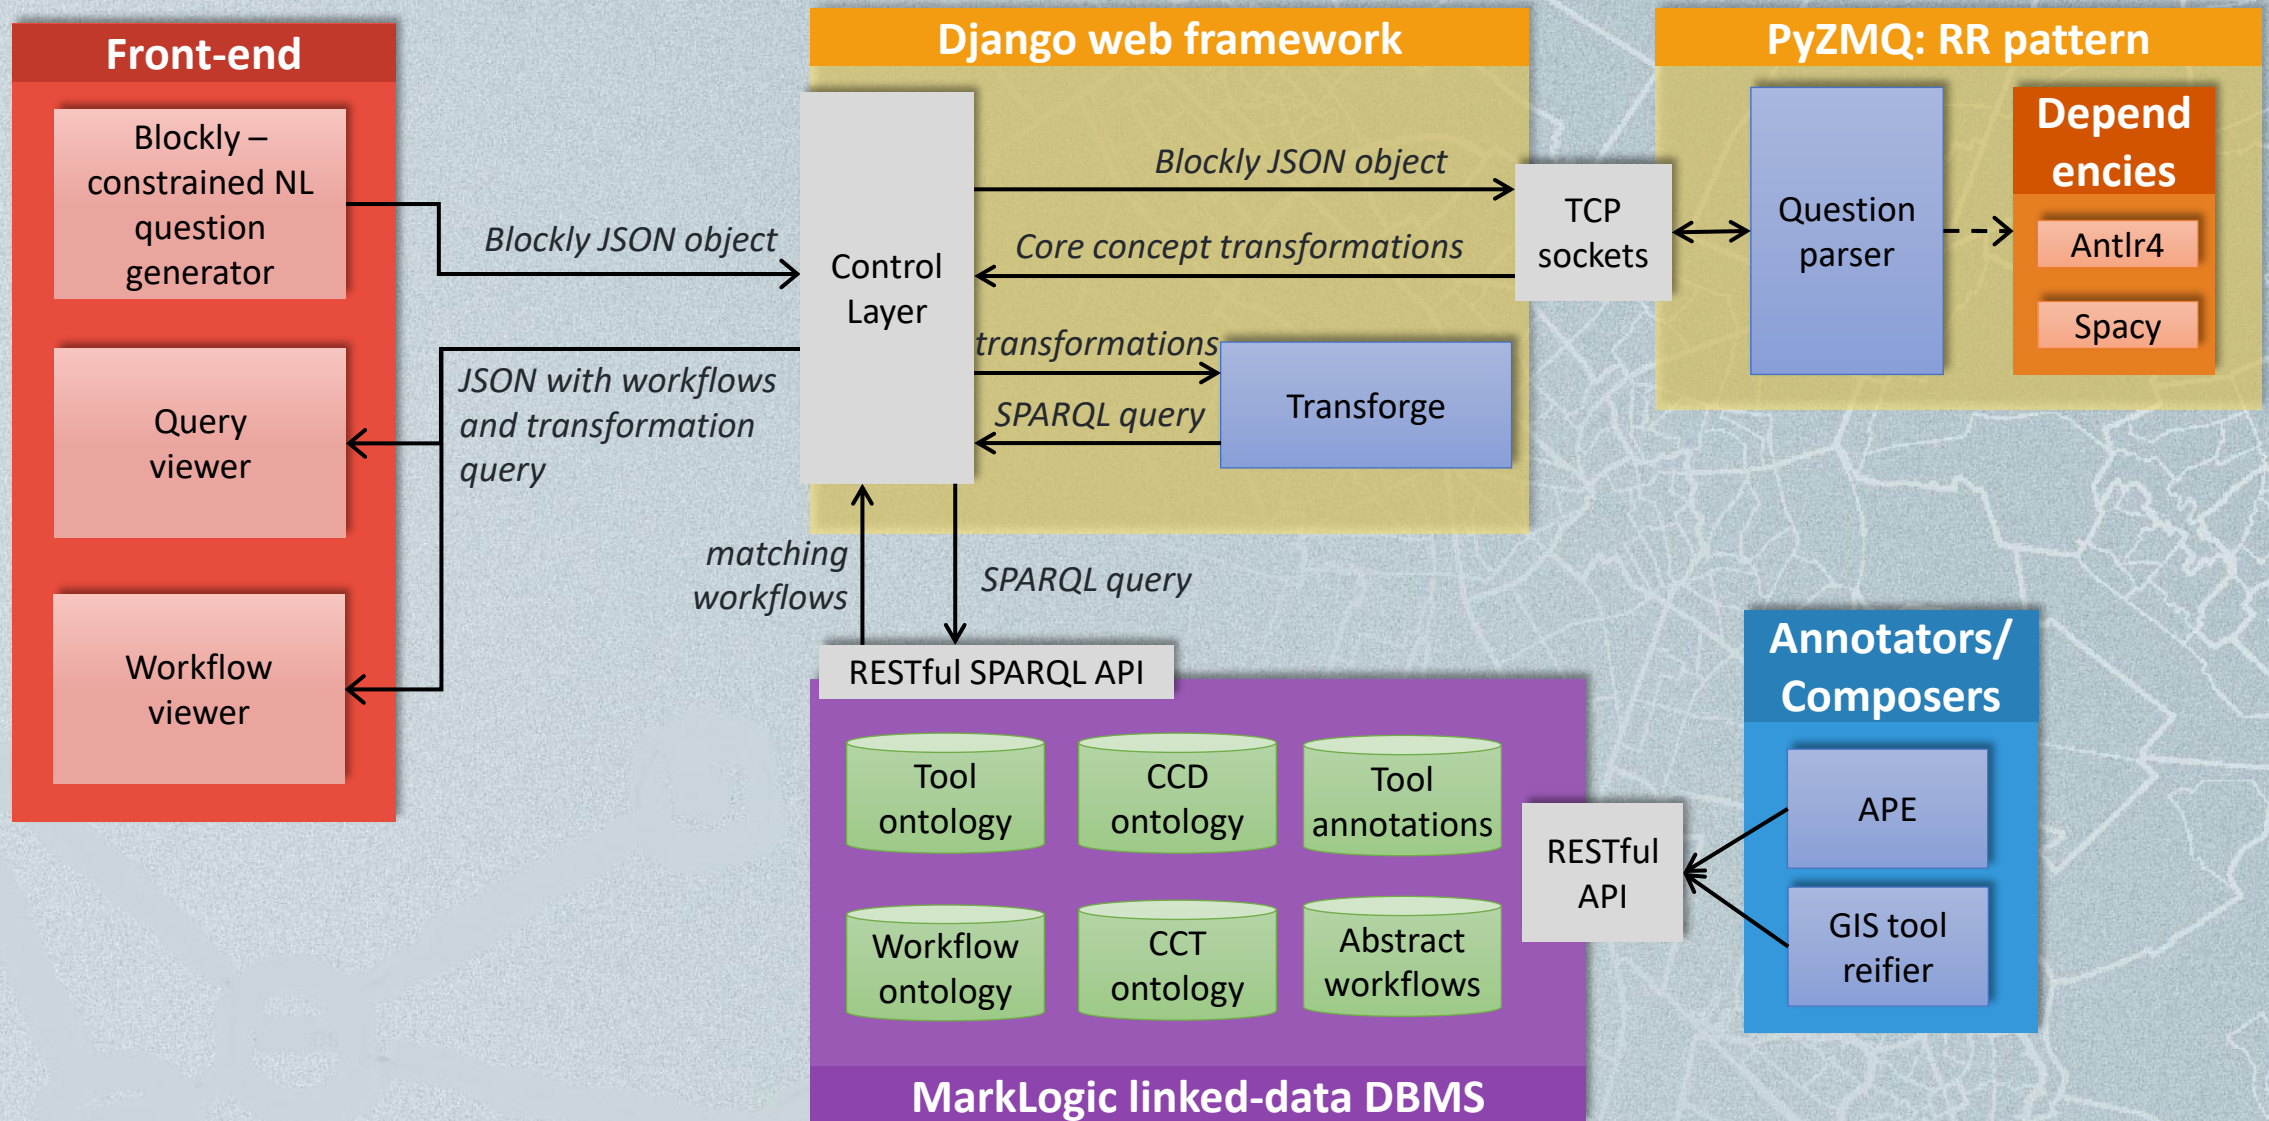 Front-end
Blockly –
constrained NL
question
generator
Query
viewer
Workflow
viewer
Blockly JSON object
JSON with workflows
and transformation
query
Django web framework
Control
Layer
Blockly JSON object
Core concept transformations
transformations
SPARQL query
Transforge
TCP
sockets
PyZMQ: RR pattern
Question
parser
Depend
encies
Antlr4
Spacy
matching
workflows
SPARQL query
RESTful SPARQL API
Tool
ontology
CCD
ontology
Tool
annotations
Workflow
ontology
CCT
ontology
Abstract
workflows
MarkLogic linked-data DBMS
RESTful
API
Annotators/
Composers
APE
GIS tool
reifier